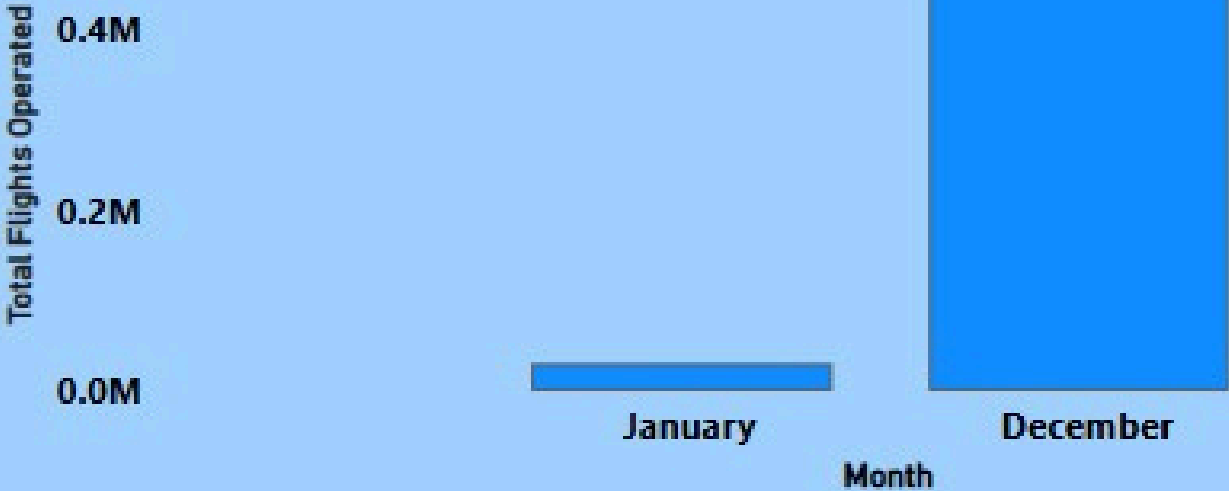 Total Flights Operated
0.4M
0.2M
0.0M
January
December
Month